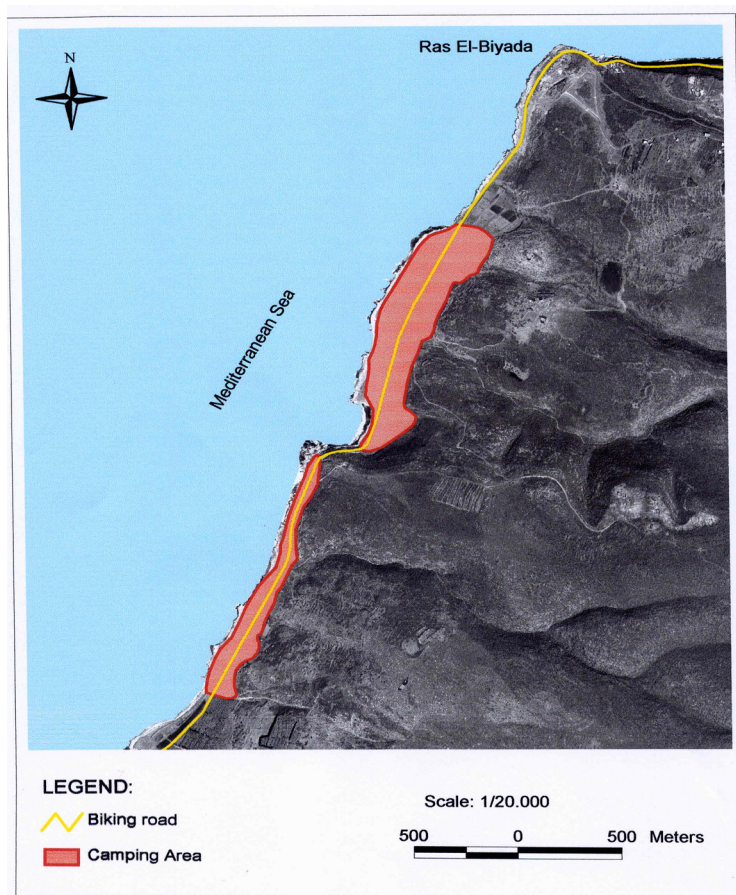 Ras El-Biyada
N
Mediterranean Sea
LEGEND:
Biking road
Camping Area
Scale: 1/20.000
500 0 500 Meters